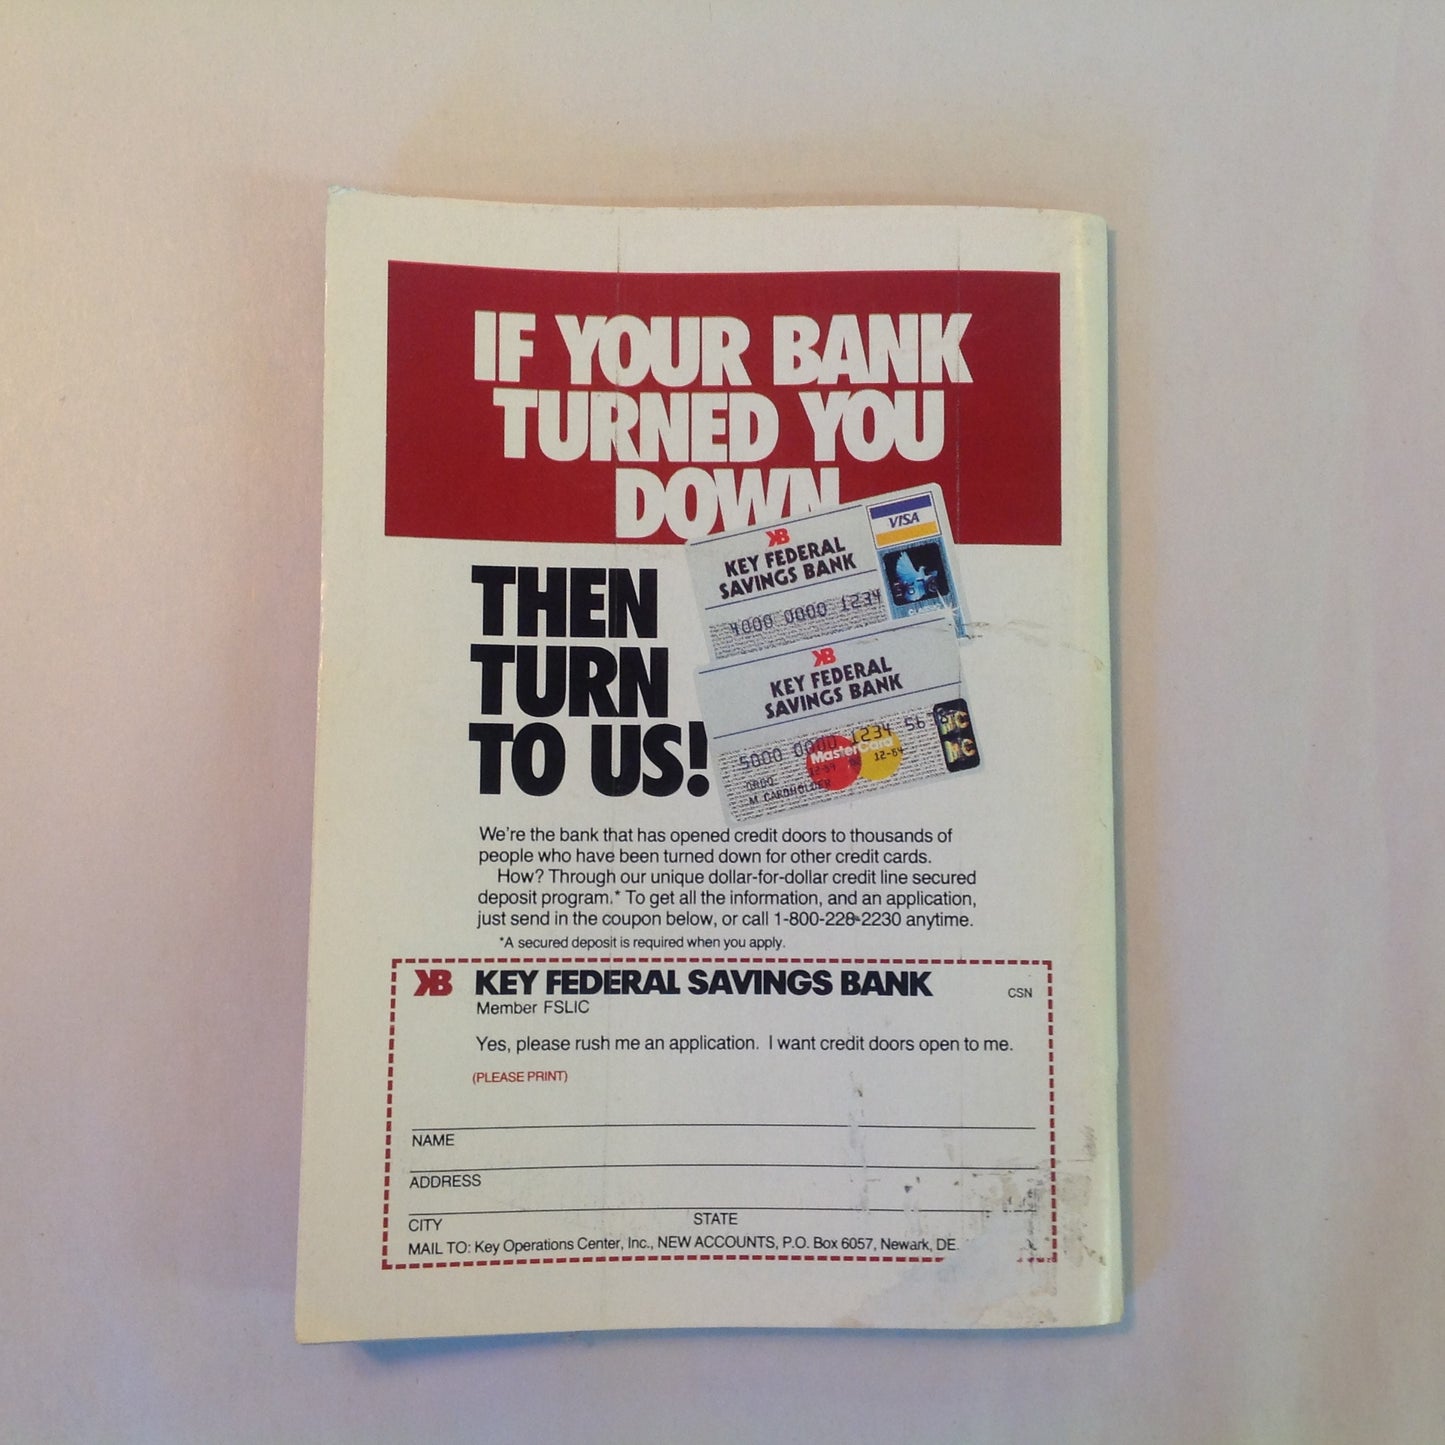 IF YOUR BANK
TURNED YOU
DOWN
THEN
TURN
TO US!
KB
KEY FEDERAL
SAVINGS BANK
VISA
4000 0000 1234
CLASSIC
KB
KEY FEDERAL
SAVINGS BANK
5000 0000 1234 5678
MasterCard
MC
MC
M CARDHOLDER
We're the bank that has opened credit doors to thousands of
people who have been turned down for other credit cards.
How? Through our unique dollar-for-dollar credit line secured
deposit program.* To get all the information, and an application,
just send in the coupon below, or call 1-800-228-2230 anytime.
*A secured deposit is required when you apply.
KB KEY FEDERAL SAVINGS BANK CSN
Member FSLIC
Yes, please rush me an application. I want credit doors open to me.
(PLEASE PRINT)
NAME
ADDRESS
CITY STATE
MAIL TO: Key Operations Center, Inc., NEW ACCOUNTS, P.O. Box 6057, Newark, DE